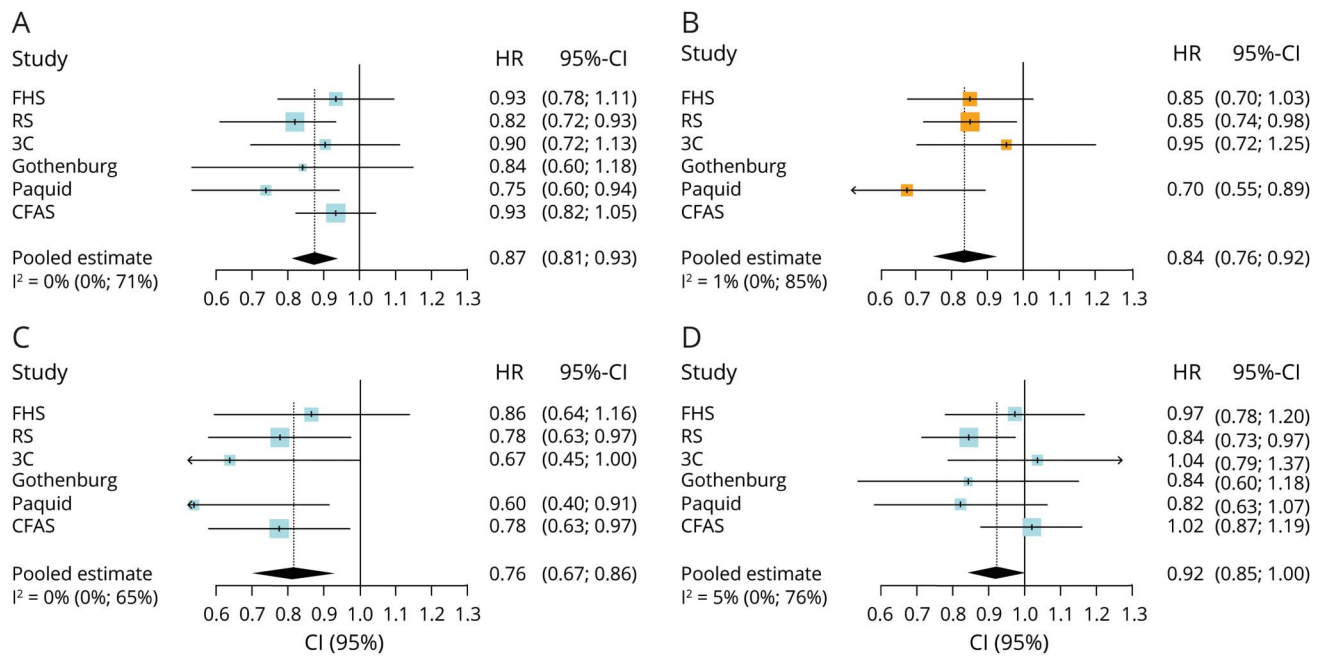 A
Study HR 95%-CI
FHS 0.93 (0.78; 1.11)
RS 0.82 (0.72; 0.93)
3C 0.90 (0.72; 1.13)
Gothenburg 0.84 (0.60; 1.18)
Paquid 0.75 (0.60; 0.94)
CFAS 0.93 (0.82; 1.05)
Pooled estimate 0.87 (0.81; 0.93)
I² = 0% (0%; 71%)
0.6 0.7 0.8 0.9 1.0 1.1 1.2 1.3
B
Study HR 95%-CI
FHS 0.85 (0.70; 1.03)
RS 0.85 (0.74; 0.98)
3C 0.95 (0.72; 1.25)
Gothenburg
Paquid 0.70 (0.55; 0.89)
CFAS
Pooled estimate 0.84 (0.76; 0.92)
I² = 1% (0%; 85%)
0.6 0.7 0.8 0.9 1.0 1.1 1.2 1.3
C
Study HR 95%-CI
FHS 0.86 (0.64; 1.16)
RS 0.78 (0.63; 0.97)
3C 0.67 (0.45; 1.00)
Gothenburg
Paquid 0.60 (0.40; 0.91)
CFAS 0.78 (0.63; 0.97)
Pooled estimate 0.76 (0.67; 0.86)
I² = 0% (0%; 65%)
0.6 0.7 0.8 0.9 1.0 1.1 1.2 1.3
CI (95%)
D
Study HR 95%-CI
FHS 0.97 (0.78; 1.20)
RS 0.84 (0.73; 0.97)
3C 1.04 (0.79; 1.37)
Gothenburg 0.84 (0.60; 1.18)
Paquid 0.82 (0.63; 1.07)
CFAS 1.02 (0.87; 1.19)
Pooled estimate 0.92 (0.85; 1.00)
I² = 5% (0%; 76%)
0.6 0.7 0.8 0.9 1.0 1.1 1.2 1.3
CI (95%)